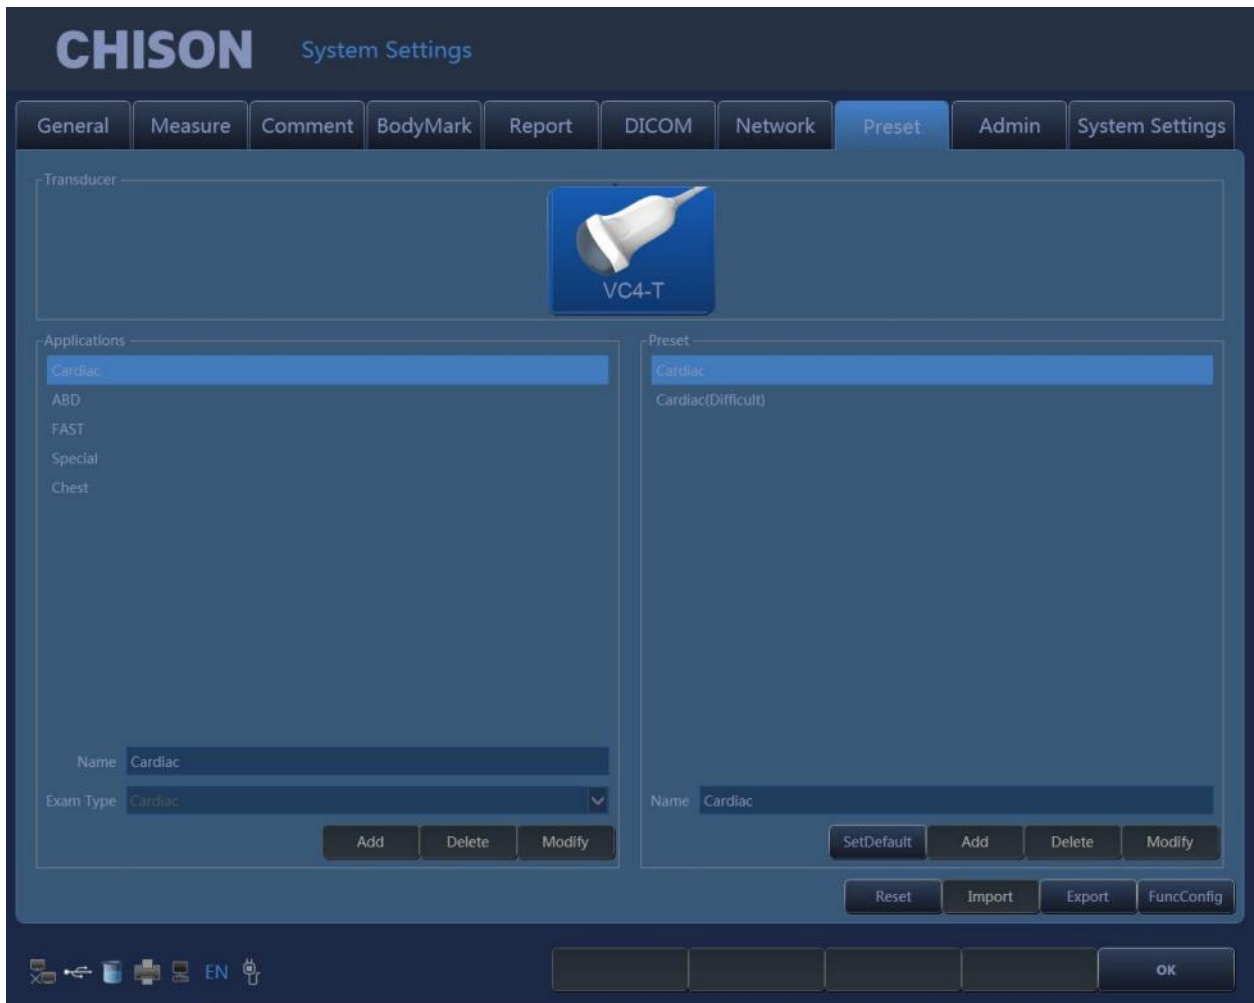 CHISON System Settings
General Measure Comment BodyMark Report DICOM Network Preset Admin System Settings
Transducer
VC4-T
Applications
Cardiac
ABD
FAST
Special
Chest
Name Cardiac
Exam Type Cardiac
Add Delete Modify
Preset
Cardiac
Cardiac(Difficult)
Name Cardiac
SetDefault Add Delete Modify
Reset Import Export FuncConfig
EN
OK